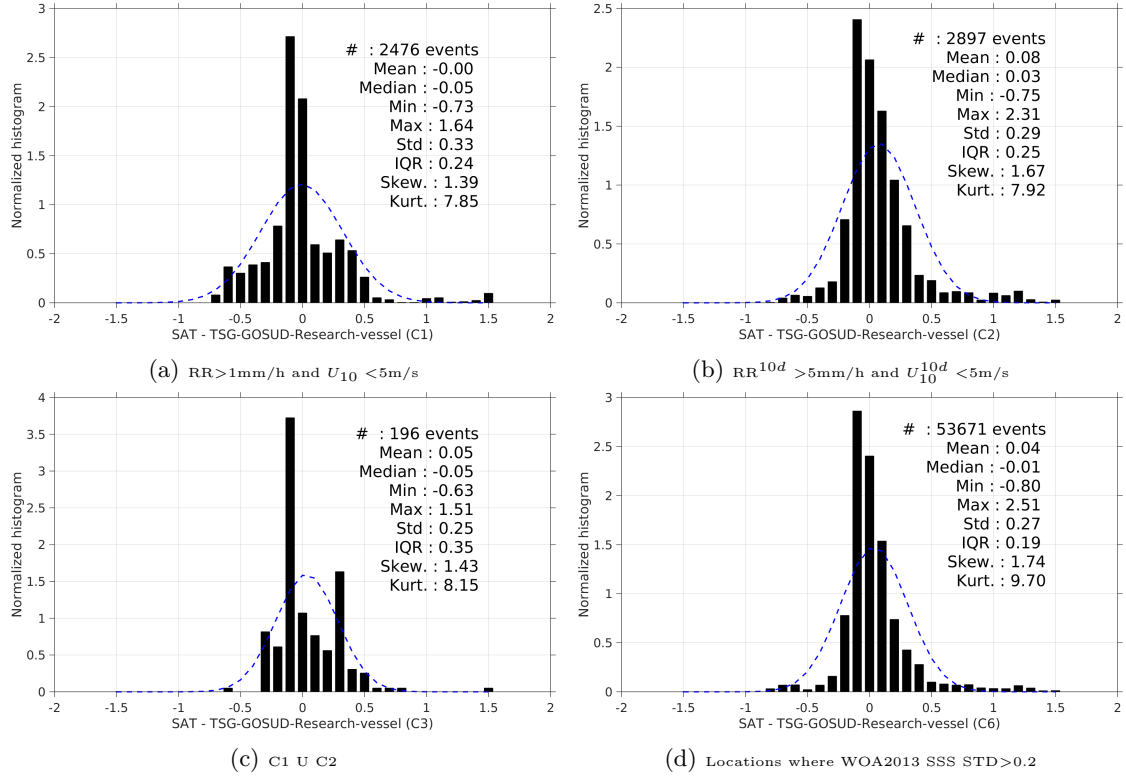 3
2.5
2
1.5
1
0.5
0
Normalized histogram
# : 2476 events
Mean : -0.00
Median : -0.05
Min : -0.73
Max : 1.64
Std : 0.33
IQR : 0.24
Skew. : 1.39
Kurt. : 7.85
-2 -1.5 -1 -0.5 0 0.5 1 1.5 2
SAT - TSG-GOSUD-Research-vessel (C1)
(a) RR>1mm/h and U10 <5m/s
2.5
2
1.5
1
0.5
0
Normalized histogram
# : 2897 events
Mean : 0.08
Median : 0.03
Min : -0.75
Max : 2.31
Std : 0.29
IQR : 0.25
Skew. : 1.67
Kurt. : 7.92
-2 -1.5 -1 -0.5 0 0.5 1 1.5 2
SAT - TSG-GOSUD-Research-vessel (C2)
(b) RR^10d >5mm/h and U10^10d <5m/s
4
3.5
3
2.5
2
1.5
1
0.5
0
Normalized histogram
# : 196 events
Mean : 0.05
Median : -0.05
Min : -0.63
Max : 1.51
Std : 0.25
IQR : 0.35
Skew. : 1.43
Kurt. : 8.15
-2 -1.5 -1 -0.5 0 0.5 1 1.5 2
SAT - TSG-GOSUD-Research-vessel (C3)
(c) C1 U C2
3
2.5
2
1.5
1
0.5
0
Normalized histogram
# : 53671 events
Mean : 0.04
Median : -0.01
Min : -0.80
Max : 2.51
Std : 0.27
IQR : 0.19
Skew. : 1.74
Kurt. : 9.70
-2 -1.5 -1 -0.5 0 0.5 1 1.5 2
SAT - TSG-GOSUD-Research-vessel (C6)
(d) Locations where WOA2013 SSS STD>0.2